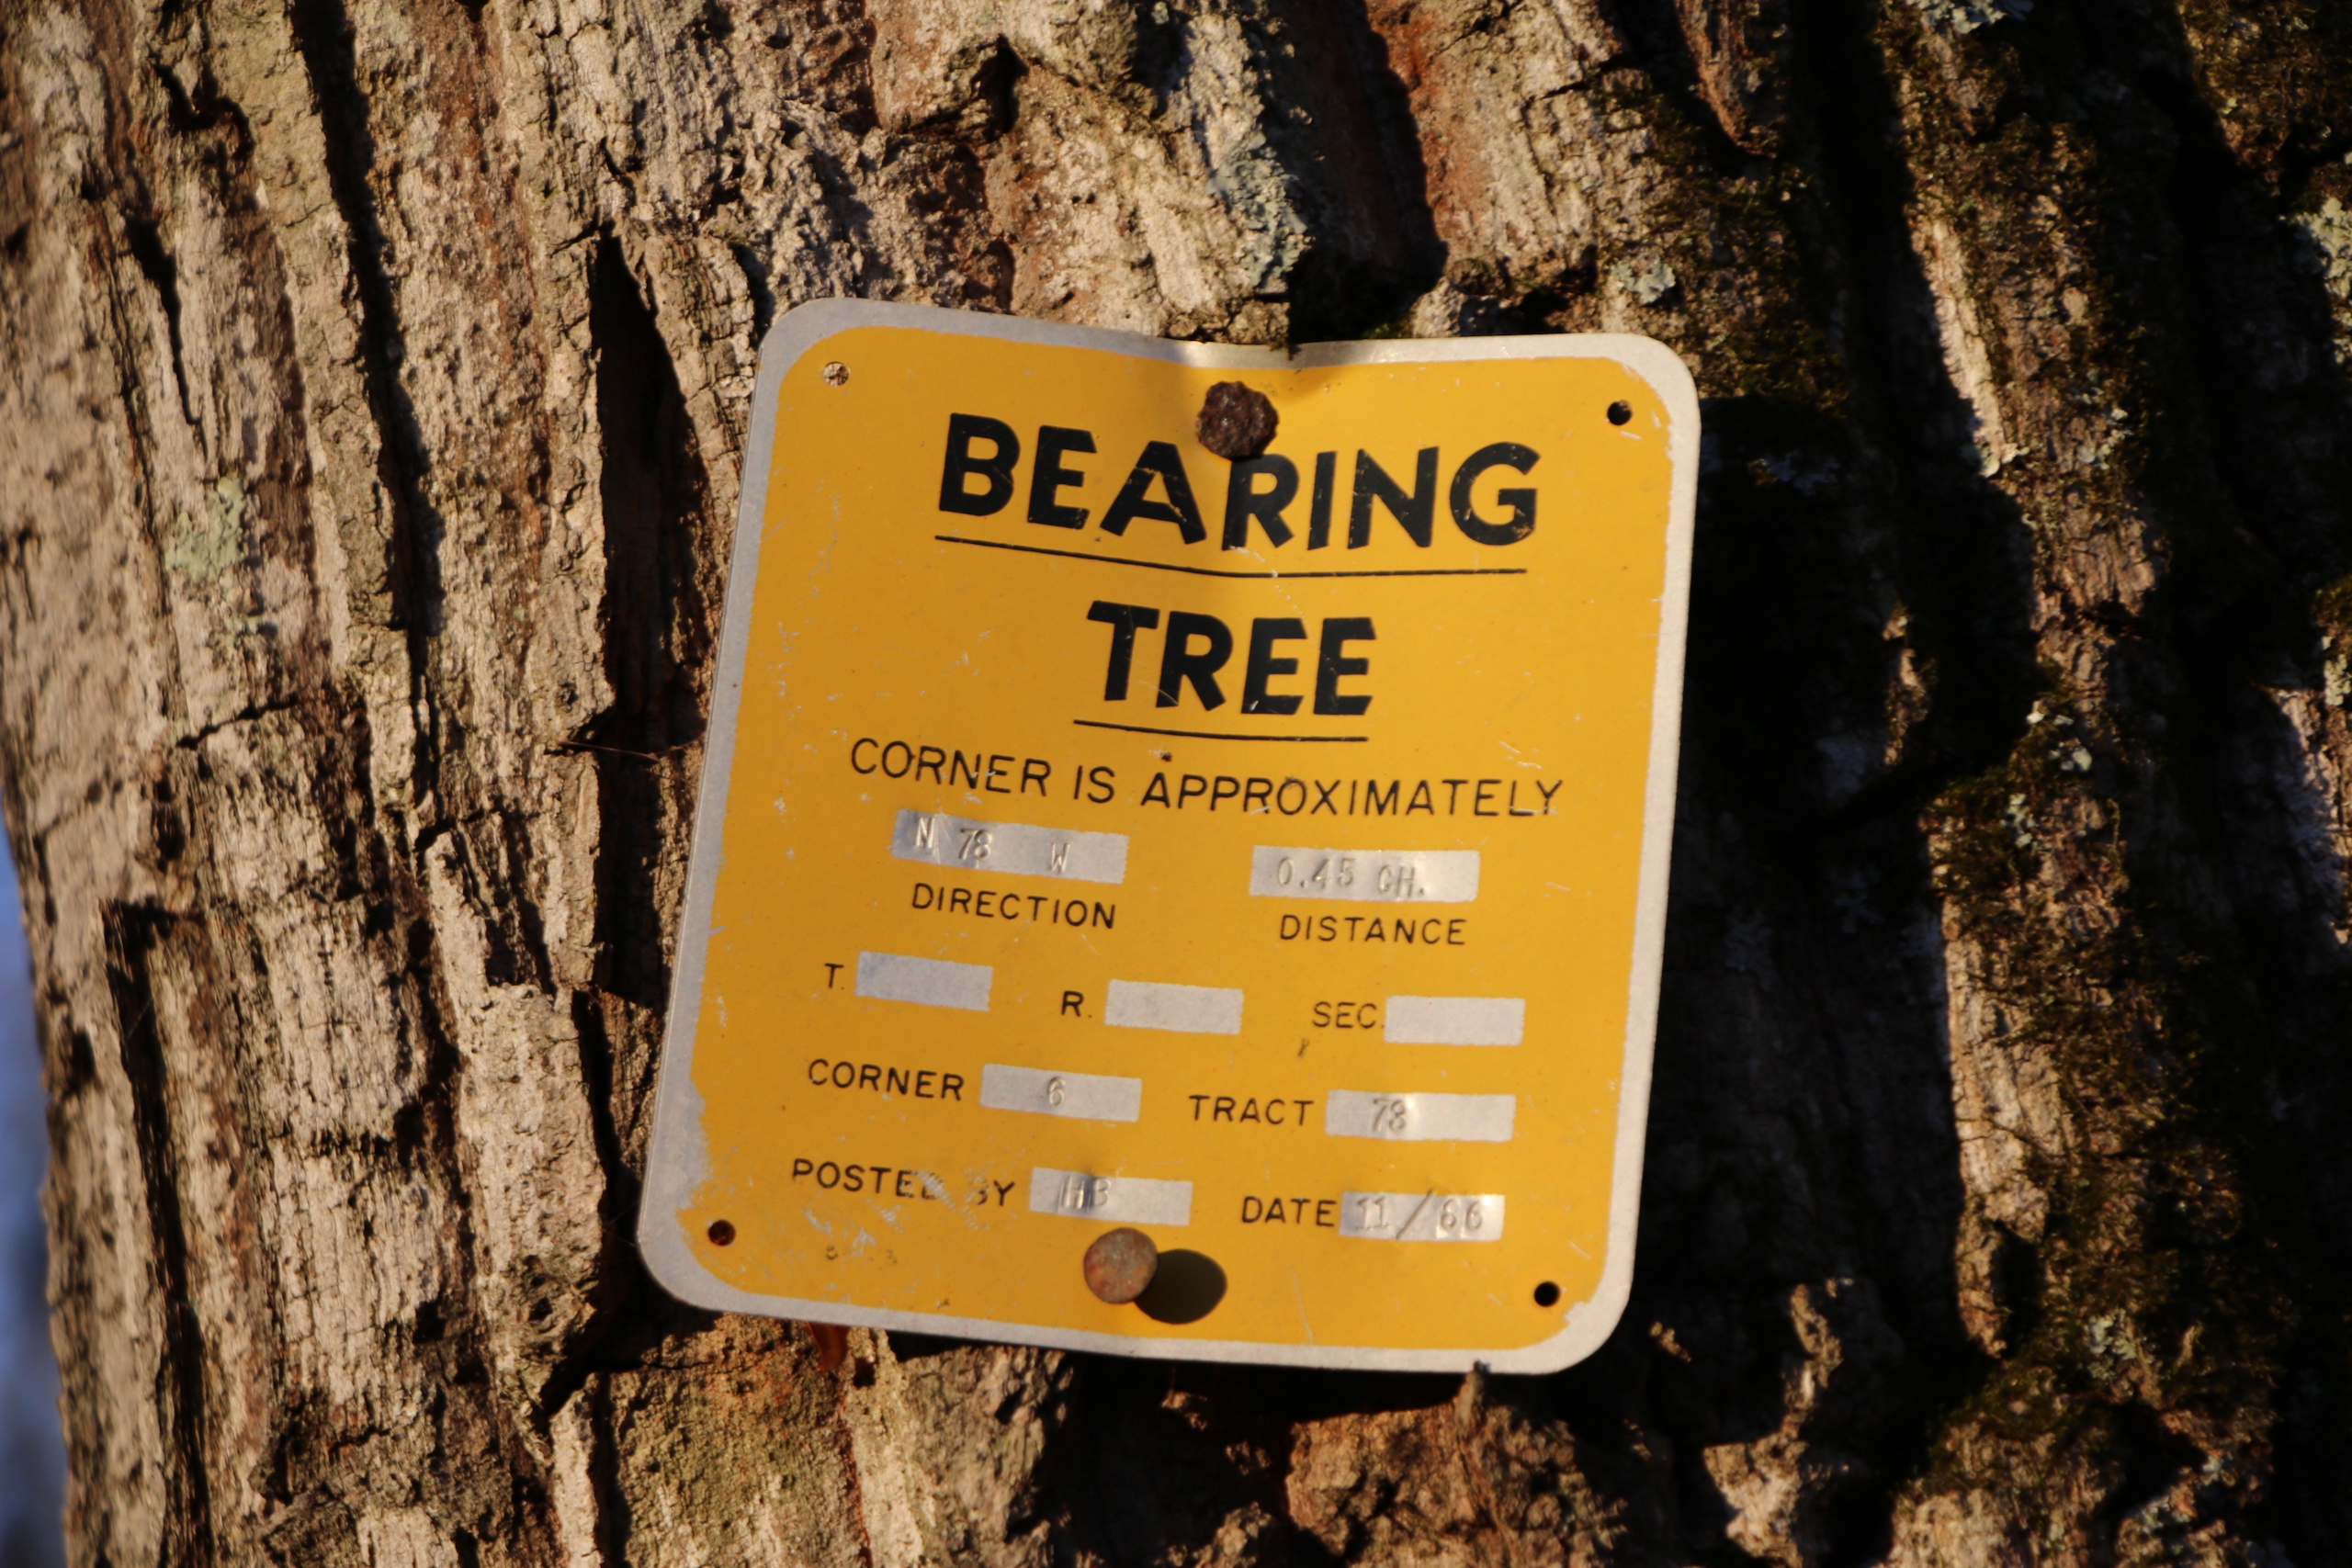 BEARING
TREE
CORNER IS APPROXIMATELY
N 78 W 0.45 CH.
DIRECTION DISTANCE
T. R. SEC.
CORNER 6 TRACT 78
POSTED BY HB DATE 11/86